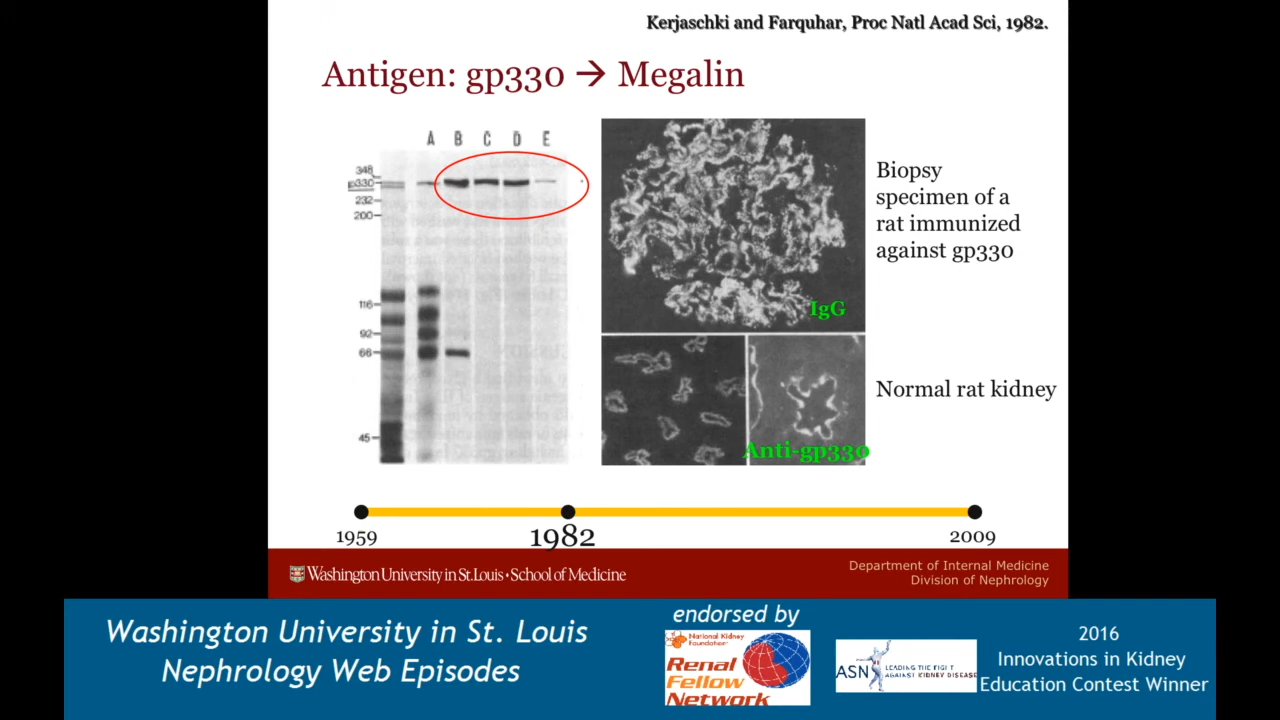 Kerjaschki and Farquhar, Proc Natl Acad Sci, 1982.
Antigen: gp330 → Megalin
A B C D E
348
gp330
232
200
116
92
66
45
IgG
Anti-gp330
Biopsy
specimen of a
rat immunized
against gp330
Normal rat kidney
1959
1982
2009
Washington University in St. Louis • School of Medicine
Department of Internal Medicine
Division of Nephrology
Washington University in St. Louis
Nephrology Web Episodes
endorsed by
National Kidney
Foundation
Renal
Fellow
Network
ASN
LEADING THE FIGHT
AGAINST KIDNEY DISEASE
2016
Innovations in Kidney
Education Contest Winner